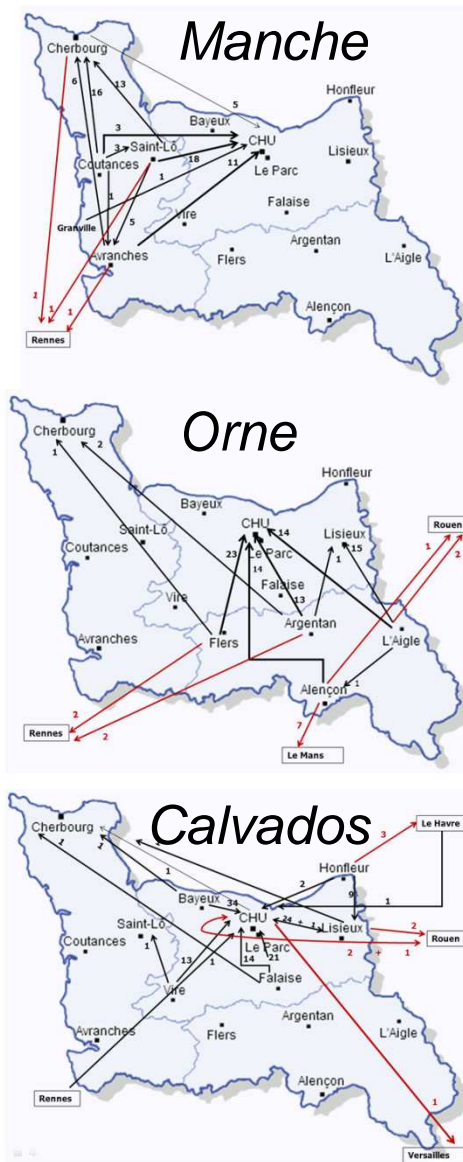 Manche
Cherbourg
6
16
13
5
Honfleur
Bayeux
3
CHU
Saint-Lô
3
18
11
Lisieux
Le Parc
Coutances
1
1
Granville
5
Vire
Falaise
Avranches
Flers
Argentan
L'Aigle
Alençon
1
1
1
Rennes
Orne
Cherbourg
1
2
Honfleur
Bayeux
CHU
14
Rouen
Saint-Lô
23
Le Parc
Lisieux
15
1
2
Coutances
14
1
Falaise
13
Vire
Argentan
Avranches
Flers
L'Aigle
1
Alençon
2
2
Rennes
7
Le Mans
Calvados
Cherbourg
1
1
3
Le Havre
Honfleur
1
2
9
1
Bayeux
34
CHU
24 + 1
Saint-Lô
Lisieux
2
Rouen
Coutances
1
Le Parc
2 + 1
13
1
14
21
Vire
Falaise
Avranches
Flers
Argentan
L'Aigle
Rennes
Alençon
1
Versailles